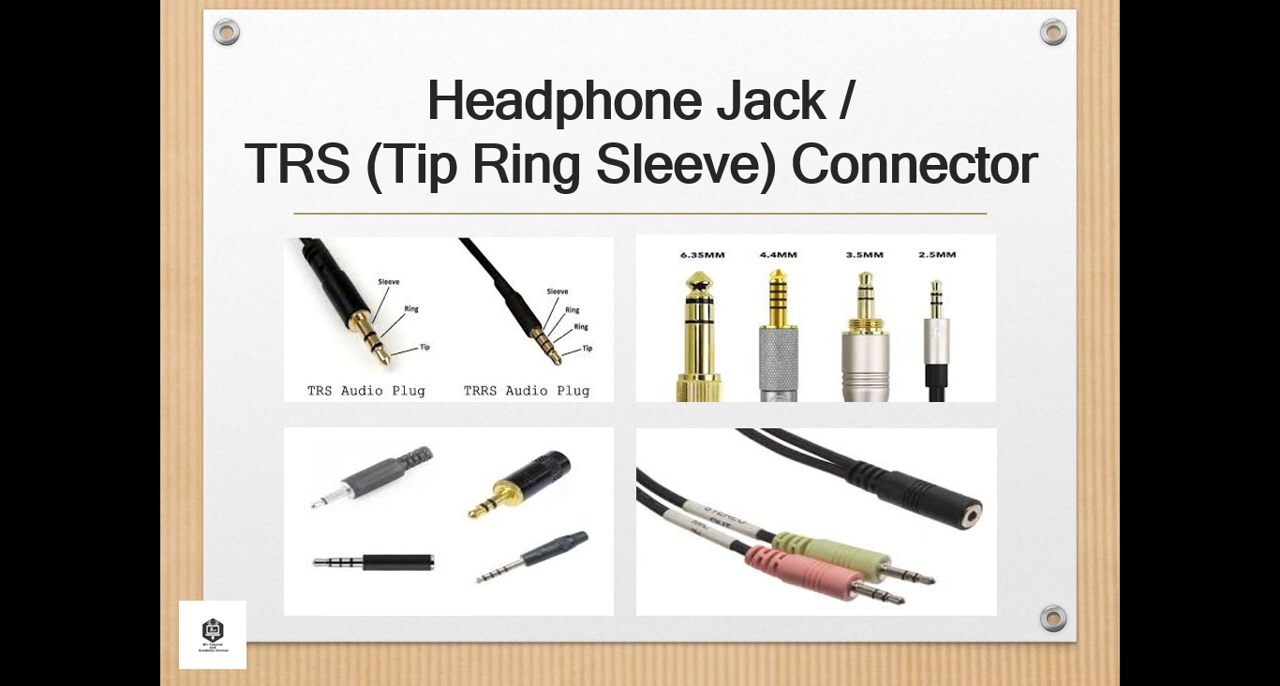 Headphone Jack /
TRS (Tip Ring Sleeve) Connector
Sleeve
Ring
Tip
TRS Audio Plug
Sleeve
Ring
Ring
Tip
TRRS Audio Plug
6.35MM
4.4MM
3.5MM
2.5MM
STEREO